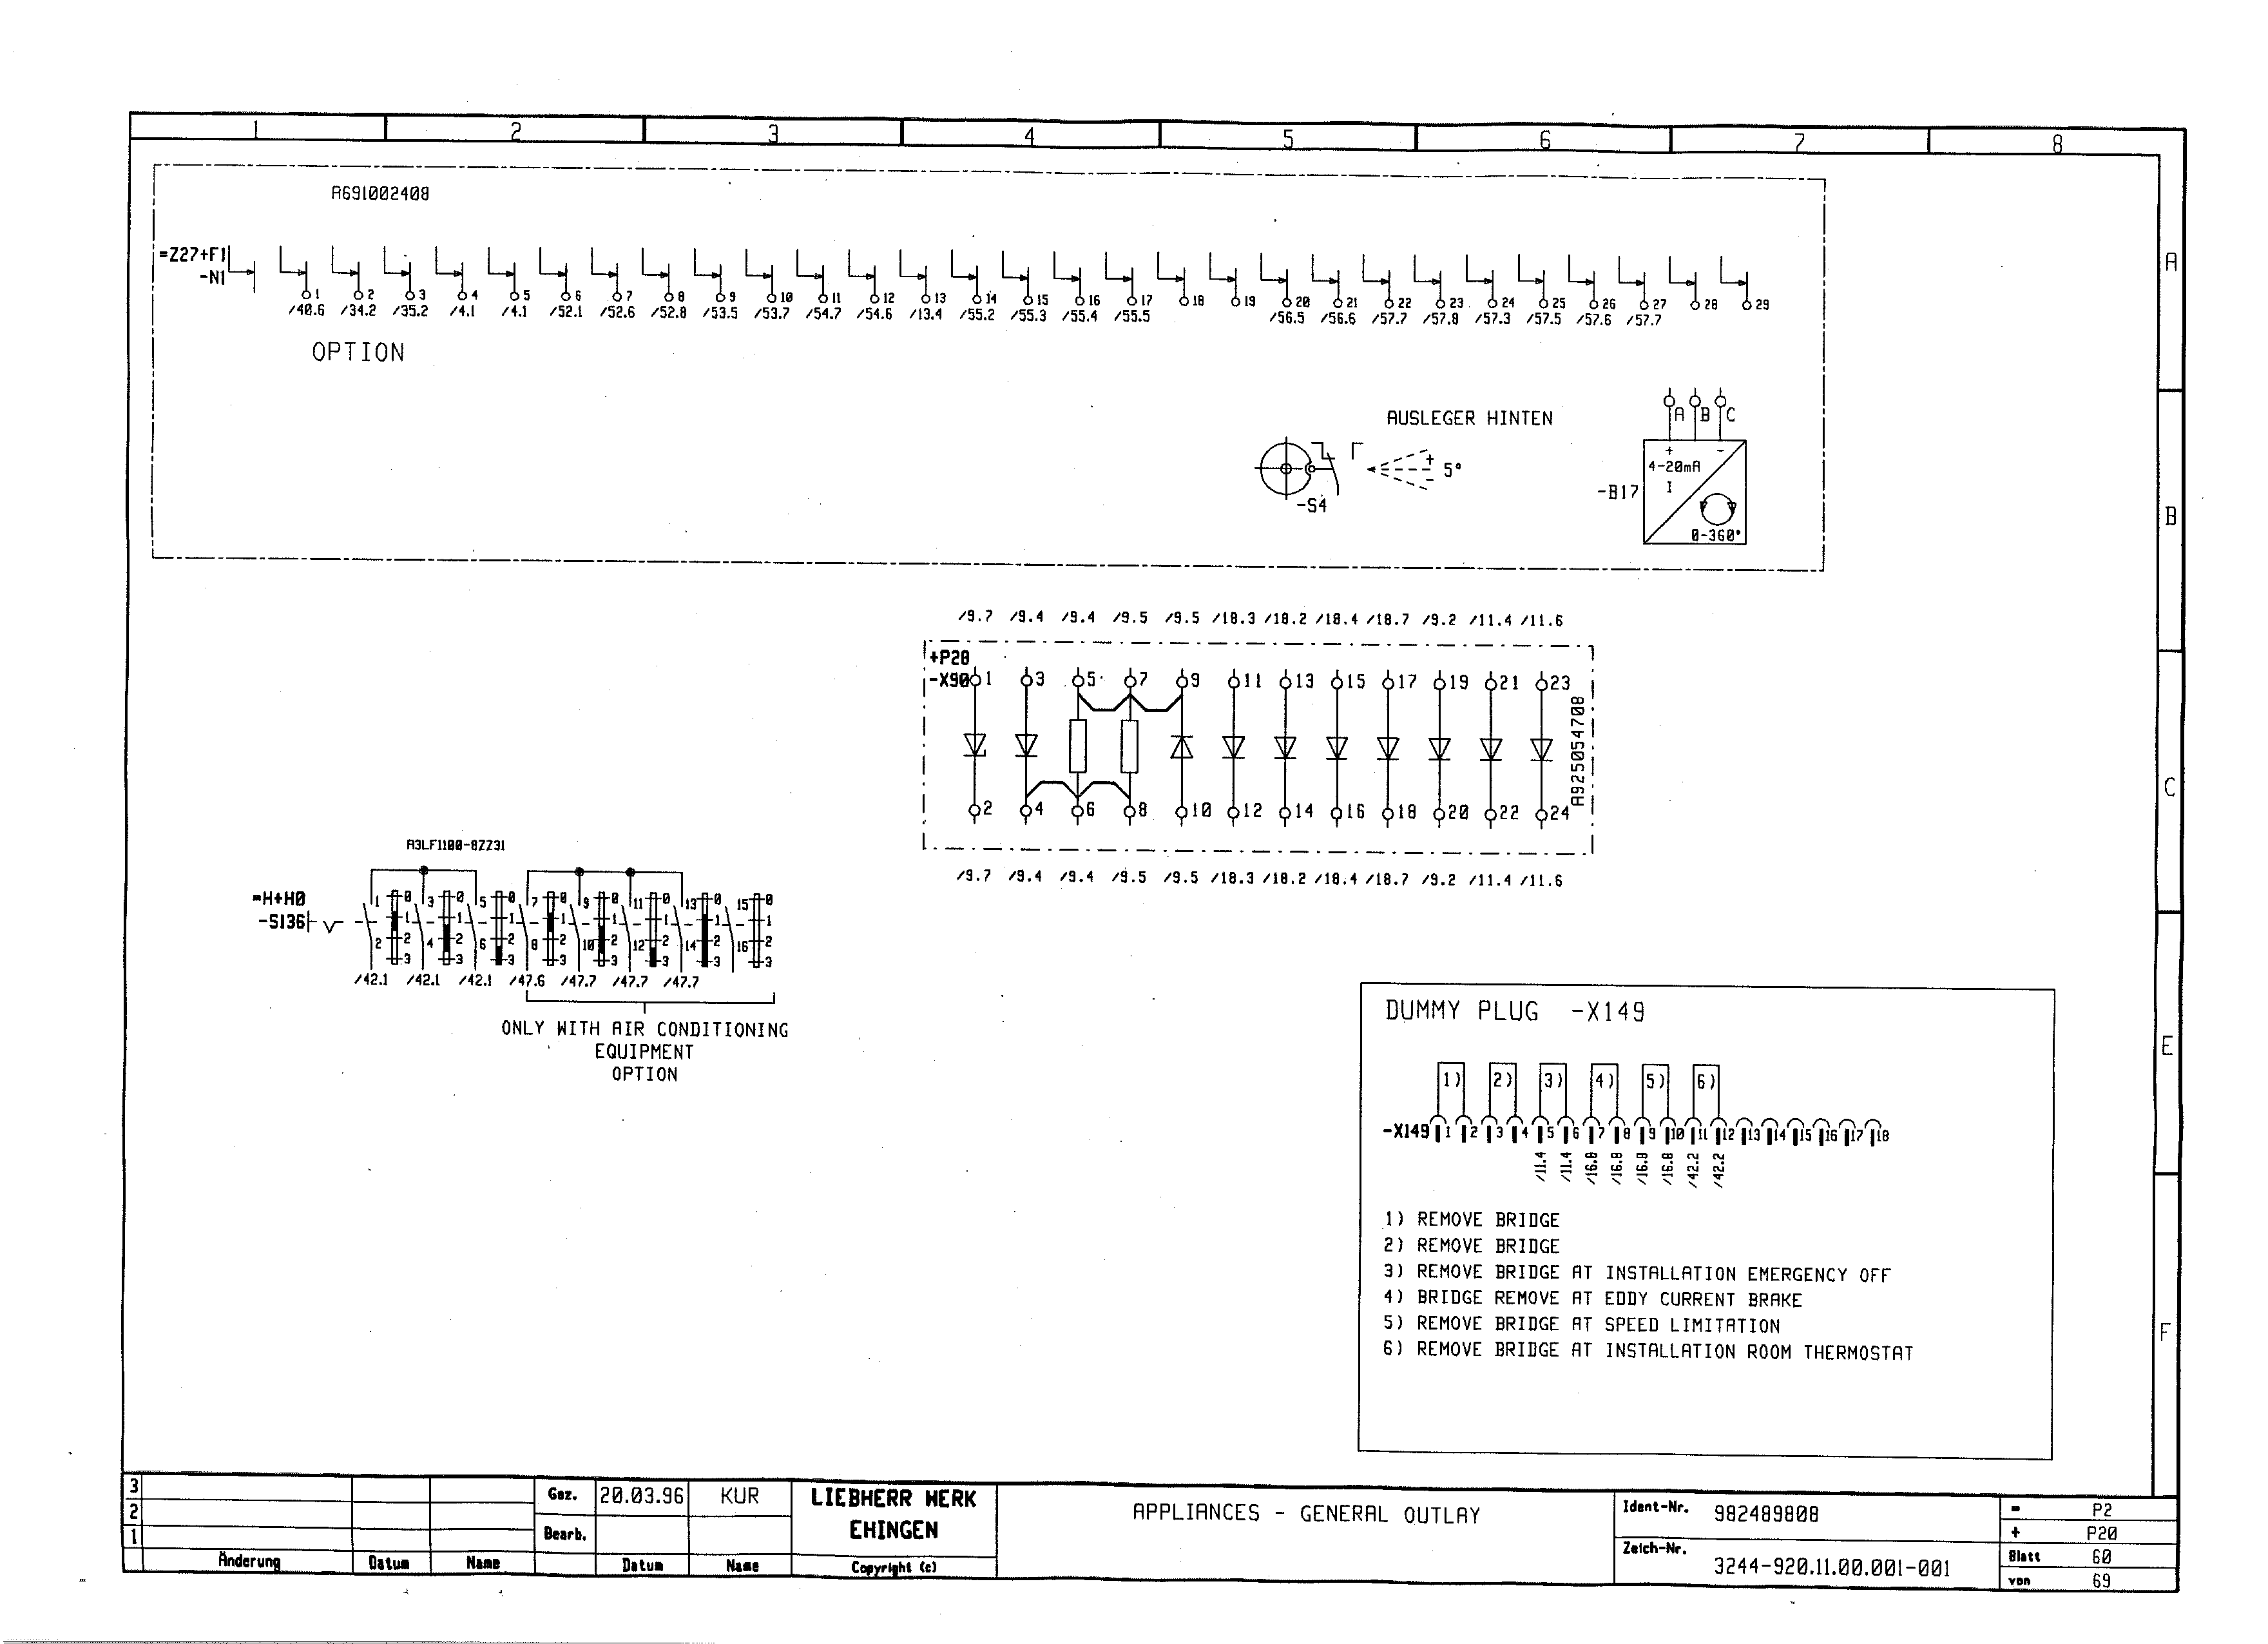 1 2 3 4 5 6 7 8
A691002408
=Z27+F1
-N1
1 2 3 4 5 6 7 8 9 10 11 12 13 14 15 16 17 18 19 20 21 22 23 24 25 26 27 28 29
/40.6 /34.2 /35.2 /4.1 /4.1 /52.1 /52.6 /52.8 /53.5 /53.7 /54.7 /54.6 /13.4 /55.2 /55.3 /55.4 /55.5 /56.5 /56.6 /57.7 /57.8 /57.3 /57.5 /57.6 /57.7
OPTION
A
AUSLEGER HINTEN
A B C
+ -
4-20mA
I
-B17
0-360°
+
5°
-
-S4
B
/9.7 /9.4 /9.4 /9.5 /9.5 /18.3 /18.2 /18.4 /18.7 /9.2 /11.4 /11.6
+P20
-X90 1 3 5 7 9 11 13 15 17 19 21 23
A925054708
2 4 6 8 10 12 14 16 18 20 22 24
/9.7 /9.4 /9.4 /9.5 /9.5 /18.3 /18.2 /18.4 /18.7 /9.2 /11.4 /11.6
C
A3LF1100-8ZZ31
=H+H0
-S136
1 0 3 0 5 0 7 0 9 0 11 0 13 0 15 0
1 1 1 1 1 1 1 1
2 2 4 2 6 2 8 2 10 2 12 2 14 2 16 2
3 3 3 3 3 3 3 3
/42.1 /42.1 /42.1 /47.6 /47.7 /47.7 /47.7
ONLY WITH AIR CONDITIONING
EQUIPMENT
OPTION
E
DUMMY PLUG -X149
1) 2) 3) 4) 5) 6)
-X149 1 2 3 4 5 6 7 8 9 10 11 12 13 14 15 16 17 18
/11.4 /11.4 /16.8 /16.8 /16.8 /16.8 /42.2 /42.2
1) REMOVE BRIDGE
2) REMOVE BRIDGE
3) REMOVE BRIDGE AT INSTALLATION EMERGENCY OFF
4) BRIDGE REMOVE AT EDDY CURRENT BRAKE
5) REMOVE BRIDGE AT SPEED LIMITATION
6) REMOVE BRIDGE AT INSTALLATION ROOM THERMOSTAT
F
3
2
1
Änderung Datum Name
Gez. 20.03.96 KUR
Bearb.
Datum Name
LIEBHERR WERK
EHINGEN
Copyright (c)
APPLIANCES - GENERAL OUTLAY
Ident-Nr. 982489808
Zeich-Nr.
3244-920.11.00.001-001
= P2
+ P20
Blatt 60
von 69